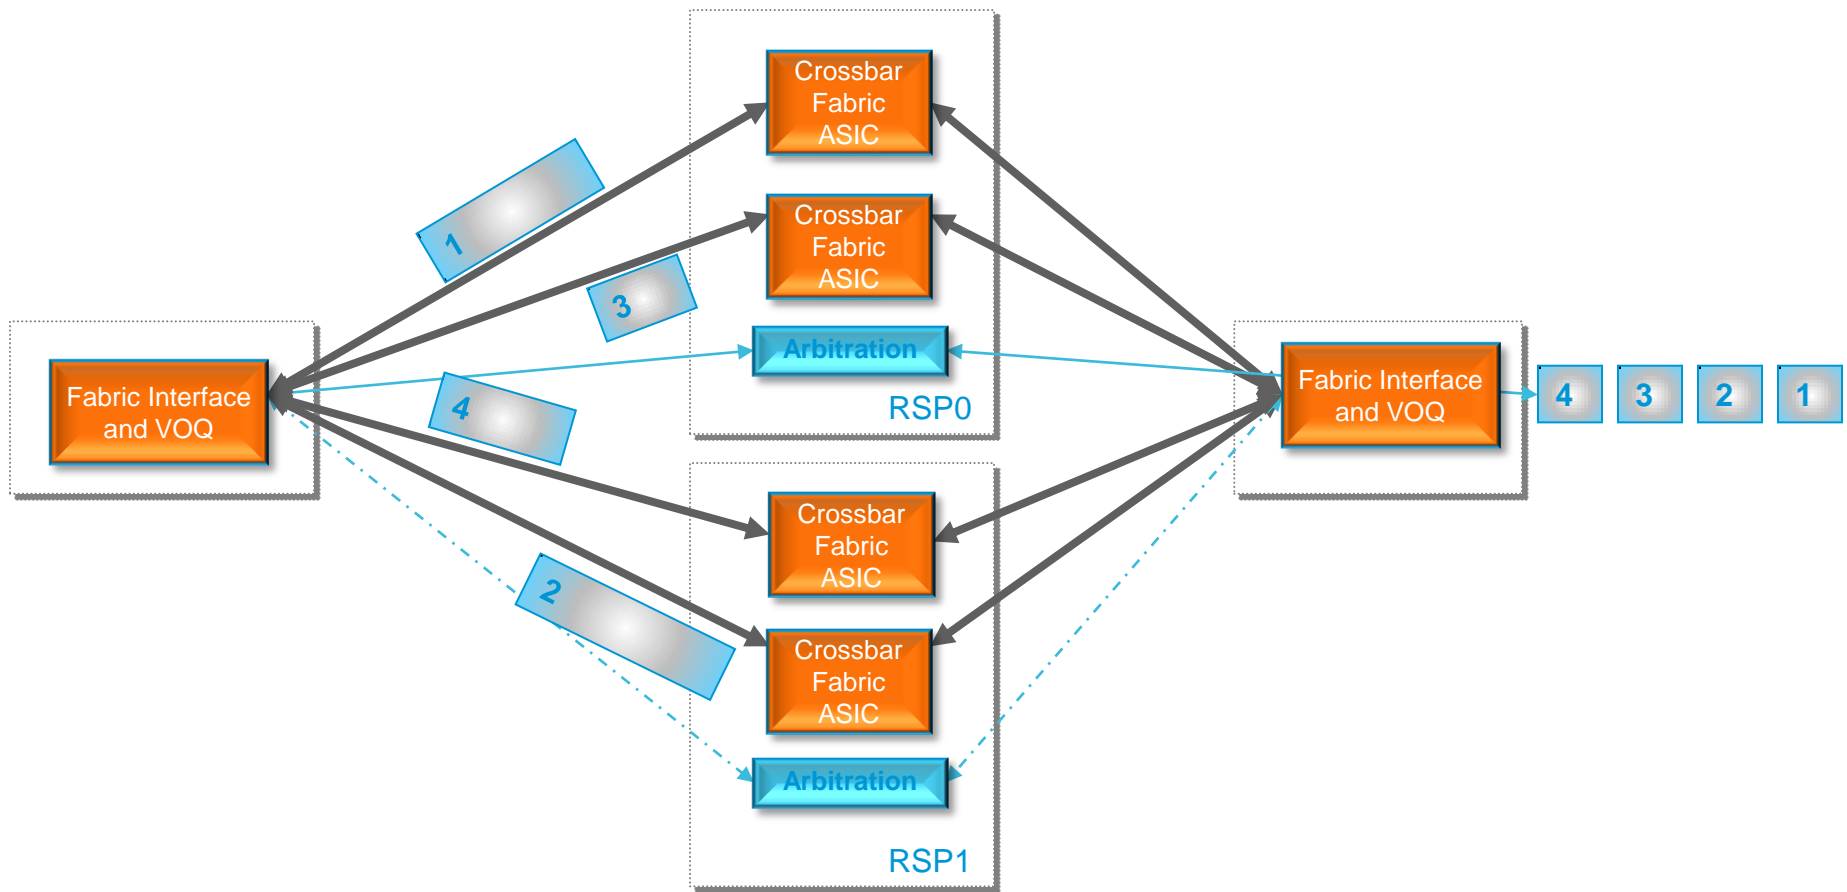 Crossbar
Fabric
ASIC
1
Crossbar
Fabric
ASIC
3
Arbitration
RSP0
Fabric Interface
and VOQ
4
Fabric Interface
and VOQ
4 3 2 1
Crossbar
Fabric
ASIC
2
Crossbar
Fabric
ASIC
Arbitration
RSP1